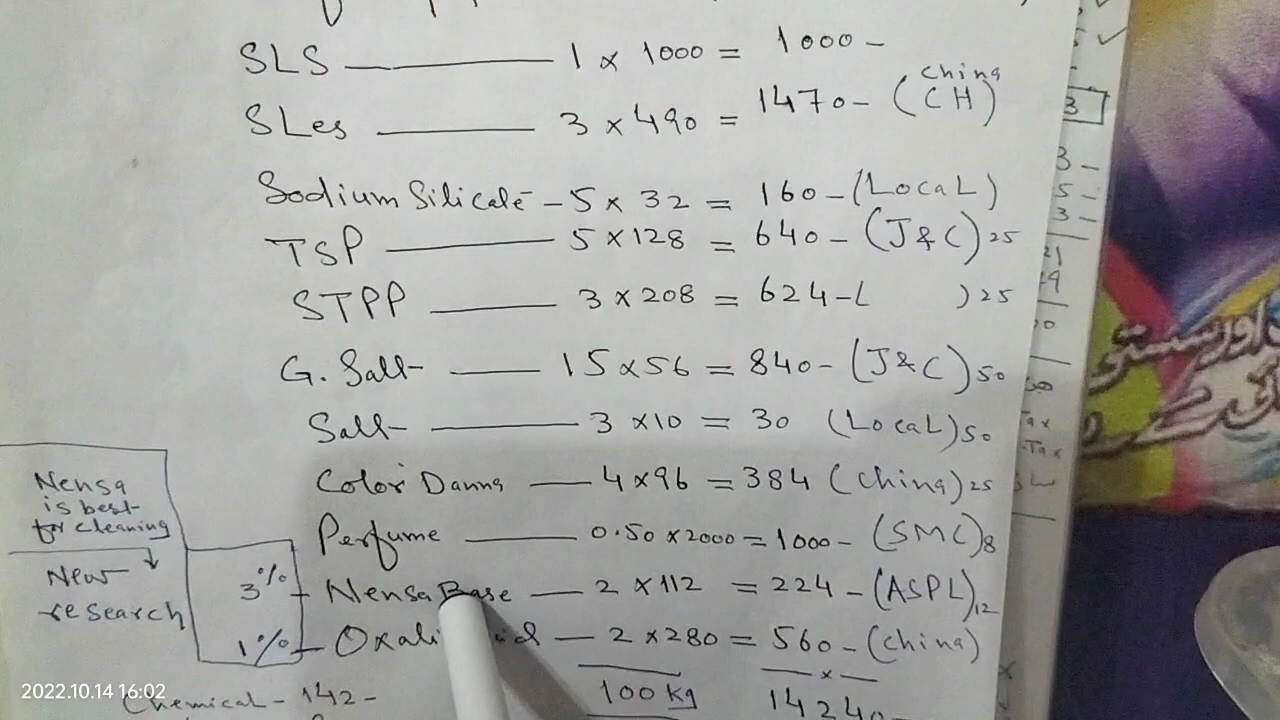 SLS — 1 x 1000 = 1000 -
SLes — 3 x 490 = 1470 - (CH) China
Sodium Silicate - 5 x 32 = 160 - (LocaL)
TSP — 5 x 128 = 640 - (J&C) 25
STPP — 3 x 208 = 624 - L ) 25
G. Salt — 15 x 56 = 840 - (J&C) 50
Salt — 3 x 10 = 30 (LocaL) 50
Color Danna — 4 x 96 = 384 (China) 25
Perfume — 0.50 x 2000 = 1000 - (SMC) 8
3% Nensa Base — 2 x 112 = 224 - (ASPL) 12
1% Oxali — 2 x 280 = 560 - (China)
100 kg 14240
Nensa
is best
for cleaning
New
research
Chemical - 142 -
2022.10.14 16:02